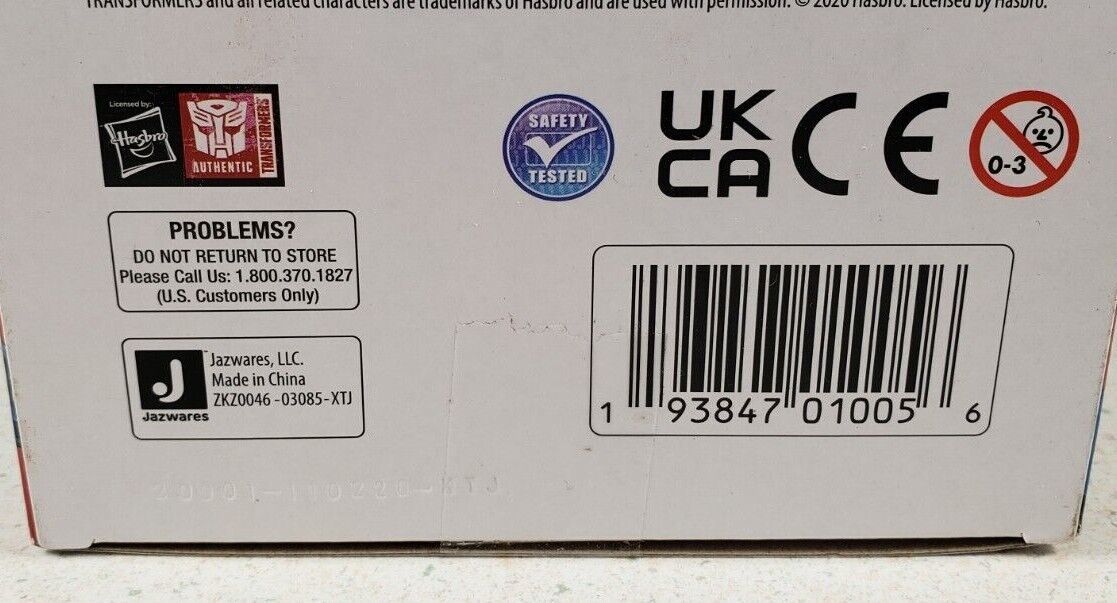 TRANSFORMERS and all related characters are trademarks of Hasbro and are used with permission. © 2020 Hasbro. Licensed by Hasbro.
Licensed by:
Hasbro
AUTHENTIC
TRANSFORMERS
SAFETY
TESTED
UK
CA
CE
0-3
PROBLEMS?
DO NOT RETURN TO STORE
Please Call Us: 1.800.370.1827
(U.S. Customers Only)
J
Jazwares
™
Jazwares, LLC.
Made in China
ZKZ0046 -03085-XTJ
1 93847 01005 6